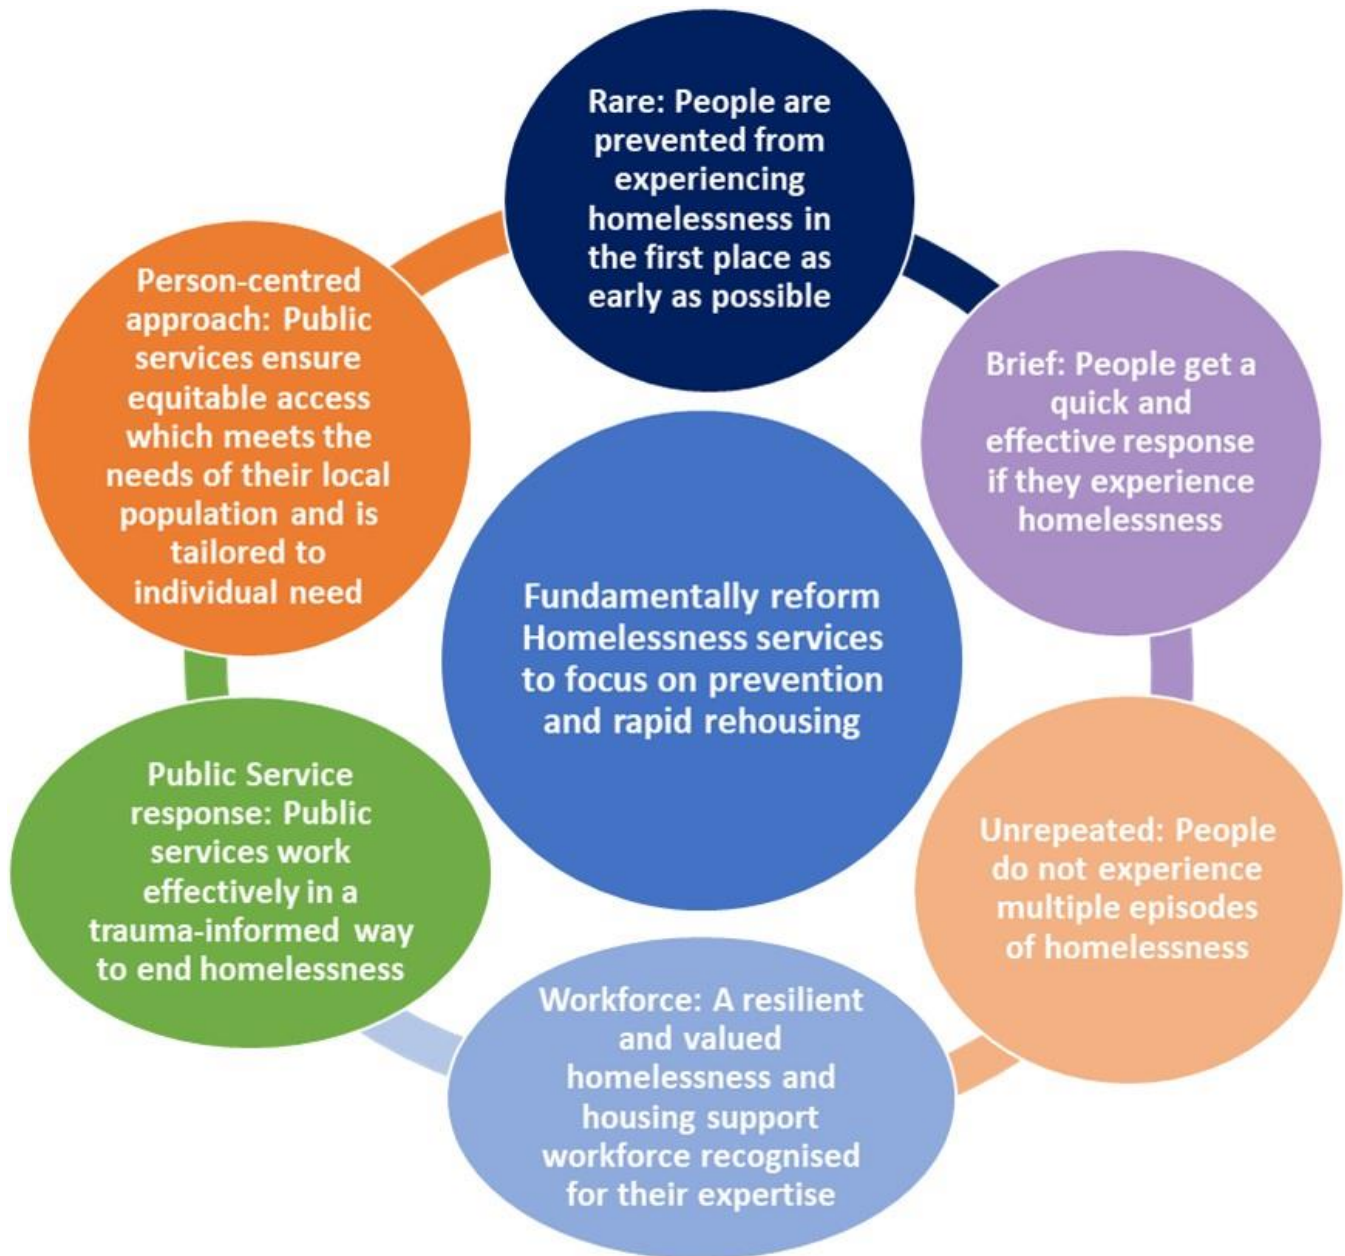 Rare: People are
prevented from
experiencing
homelessness in
the first place as
early as possible
Brief: People get a
quick and
effective response
if they experience
homelessness
Unrepeated: People
do not experience
multiple episodes
of homelessness
Workforce: A resilient
and valued
homelessness and
housing support
workforce recognised
for their expertise
Public Service
response: Public
services work
effectively in a
trauma-informed way
to end homelessness
Person-centred
approach: Public
services ensure
equitable access
which meets the
needs of their local
population and is
tailored to
individual need
Fundamentally reform
Homelessness services
to focus on prevention
and rapid rehousing